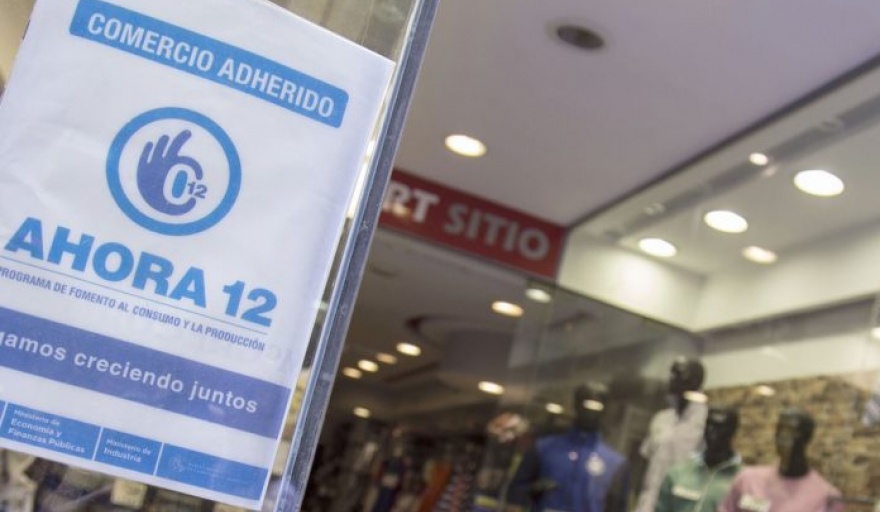 COMERCIO ADHERIDO
12
AHORA 12
PROGRAMA DE FOMENTO AL CONSUMO Y LA PRODUCCIÓN
gamos creciendo juntos
Ministerio de
Economía y
Finanzas Públicas
Ministerio de
Industria
RT SITIO